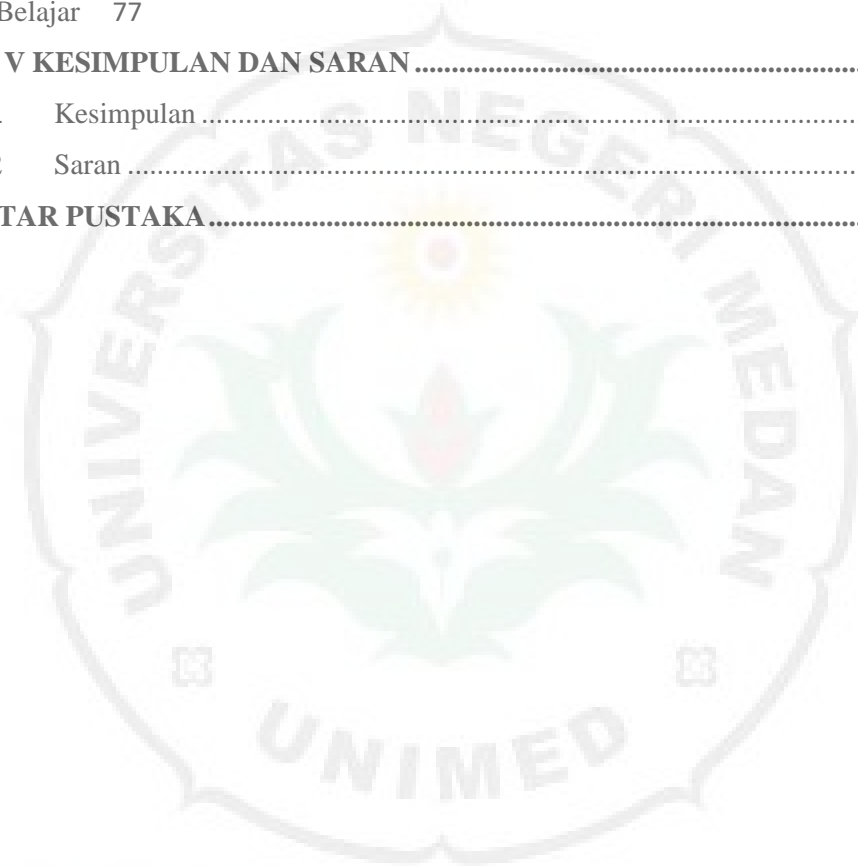 Belajar 77
V KESIMPULAN DAN SARAN ....................................................................
Kesimpulan ..............................................................................................
Saran .......................................................................................................
TAR PUSTAKA ...............................................................................................
UNIVERSITAS NEGERI MEDAN
UNIMED